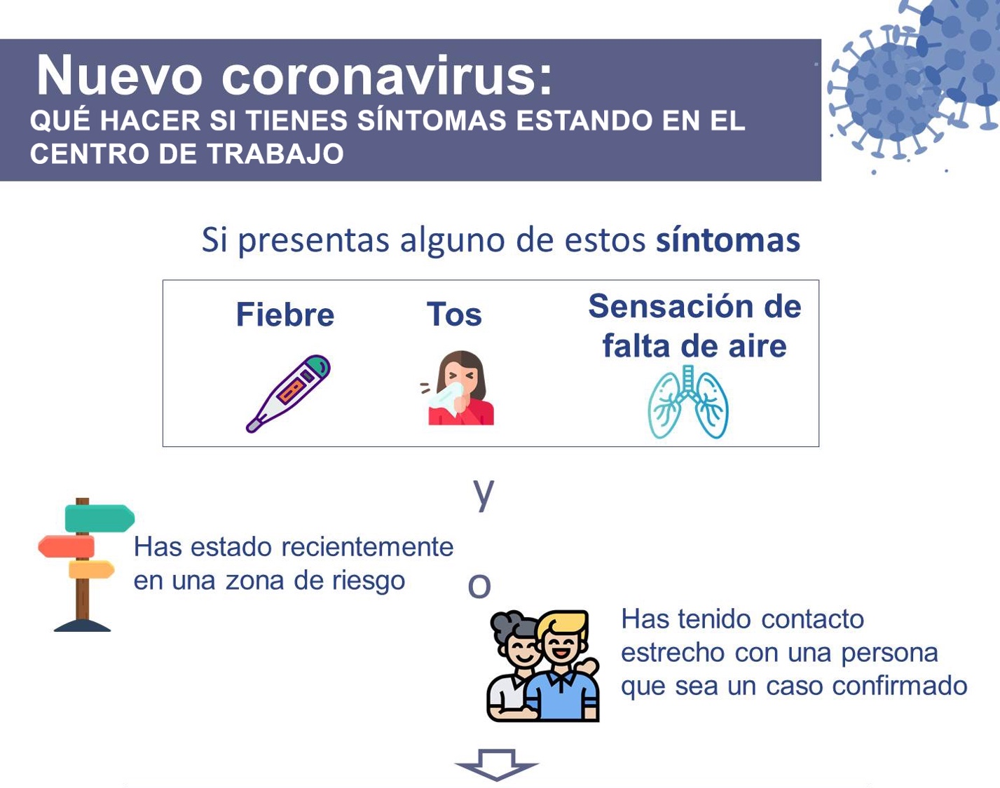 Nuevo coronavirus:
QUÉ HACER SI TIENES SÍNTOMAS ESTANDO EN EL
CENTRO DE TRABAJO
Si presentas alguno de estos síntomas
Fiebre
Tos
Sensación de
falta de aire
y
Has estado recientemente
en una zona de riesgo
o
Has tenido contacto
estrecho con una persona
que sea un caso confirmado